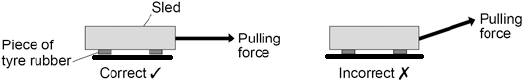 Sled
Piece of
tyre rubber
Pulling
force
Correct ✓
Pulling
force
Incorrect ✗